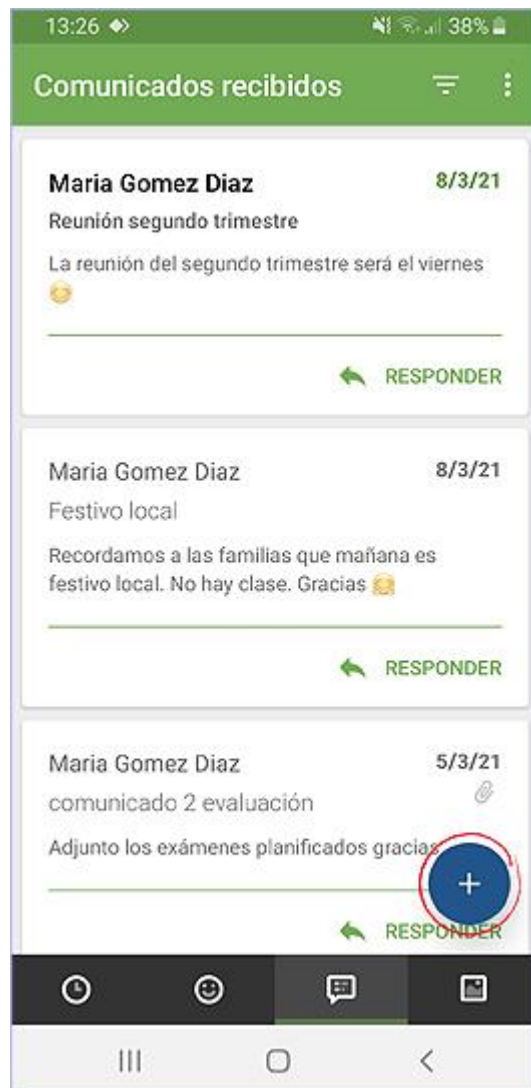 13:26
38%
Comunicados recibidos
Maria Gomez Diaz 8/3/21
Reunión segundo trimestre
La reunión del segundo trimestre será el viernes
RESPONDER
Maria Gomez Diaz 8/3/21
Festivo local
Recordamos a las familias que mañana es
festivo local. No hay clase. Gracias
RESPONDER
Maria Gomez Diaz 5/3/21
comunicado 2 evaluación
Adjunto los exámenes planificados gracias
RESPONDER